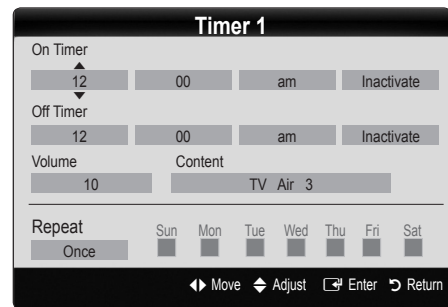 Timer 1
On Timer
12 00 am Inactivate
Off Timer
12 00 am Inactivate
Volume Content
10 TV Air 3
Repeat Sun Mon Tue Wed Thu Fri Sat
Once
Move Adjust Enter Return